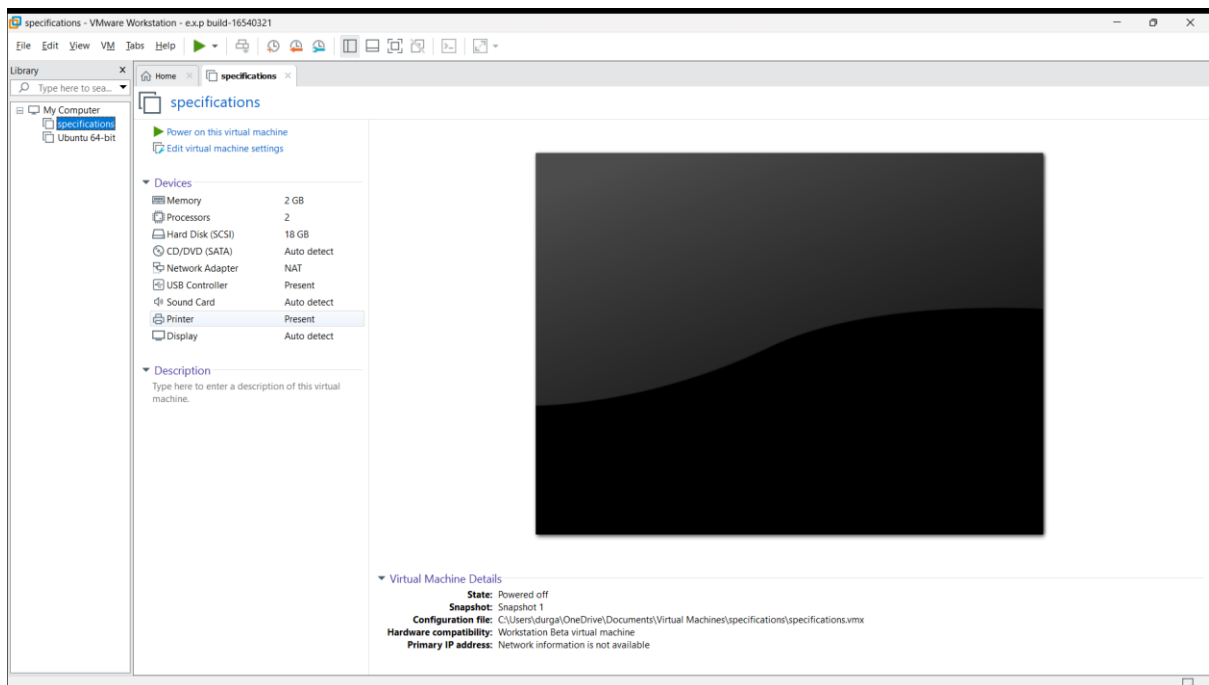 specifications - VMware Workstation - e.x.p build-16540321
File Edit View VM Tabs Help
Library X
Type here to sea...
My Computer
specifications
Ubuntu 64-bit
Home specifications
specifications
Power on this virtual machine
Edit virtual machine settings
Devices
Memory 2 GB
Processors 2
Hard Disk (SCSI) 18 GB
CD/DVD (SATA) Auto detect
Network Adapter NAT
USB Controller Present
Sound Card Auto detect
Printer Present
Display Auto detect
Description
Type here to enter a description of this virtual
machine.
Virtual Machine Details
State: Powered off
Snapshot: Snapshot 1
Configuration file: C:\Users\durga\OneDrive\Documents\Virtual Machines\specifications\specifications.vmx
Hardware compatibility: Workstation Beta virtual machine
Primary IP address: Network information is not available